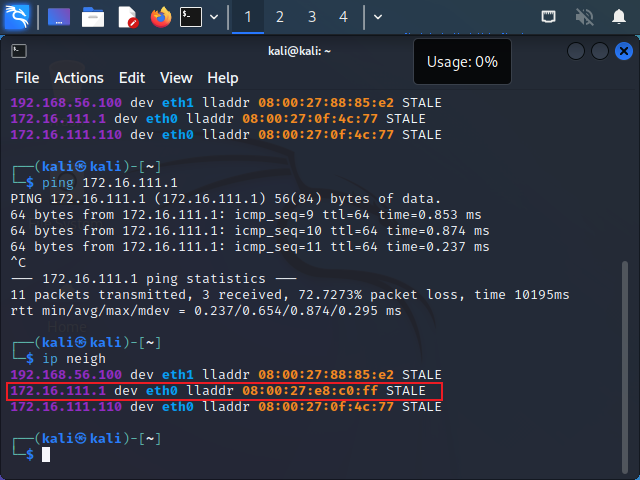 1 2 3 4
kali@kali: ~
Usage: 0%
File Actions Edit View Help
192.168.56.100 dev eth1 lladdr 08:00:27:88:85:e2 STALE
172.16.111.1 dev eth0 lladdr 08:00:27:0f:4c:77 STALE
172.16.111.110 dev eth0 lladdr 08:00:27:0f:4c:77 STALE
┌──(kali㉿kali)-[~]
└─$ ping 172.16.111.1
PING 172.16.111.1 (172.16.111.1) 56(84) bytes of data.
64 bytes from 172.16.111.1: icmp_seq=9 ttl=64 time=0.853 ms
64 bytes from 172.16.111.1: icmp_seq=10 ttl=64 time=0.874 ms
64 bytes from 172.16.111.1: icmp_seq=11 ttl=64 time=0.237 ms
^C
--- 172.16.111.1 ping statistics ---
11 packets transmitted, 3 received, 72.7273% packet loss, time 10195ms
rtt min/avg/max/mdev = 0.237/0.654/0.874/0.295 ms
Home
┌──(kali㉿kali)-[~]
└─$ ip neigh
192.168.56.100 dev eth1 lladdr 08:00:27:88:85:e2 STALE
172.16.111.1 dev eth0 lladdr 08:00:27:e8:c0:ff STALE
172.16.111.110 dev eth0 lladdr 08:00:27:0f:4c:77 STALE
┌──(kali㉿kali)-[~]
└─$